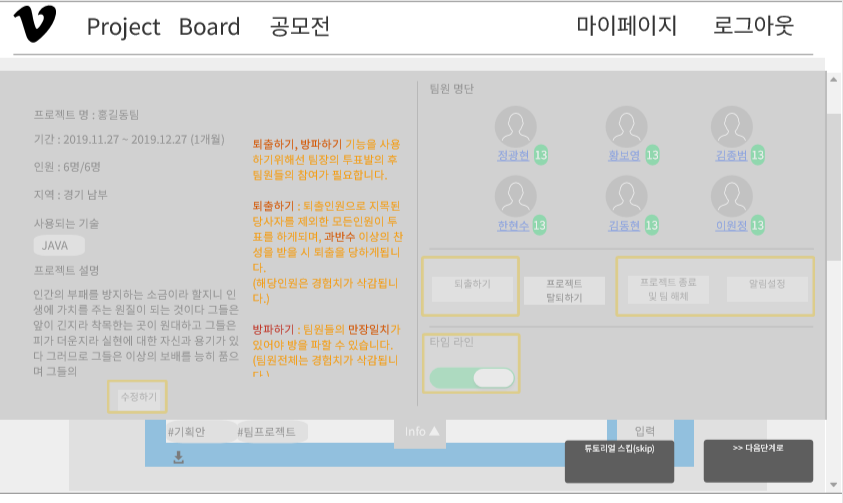 Project Board 공모전 마이페이지 로그아웃
프로젝트 명 : 홍길동팀
기간 : 2019.11.27 ~ 2019.12.27 (1개월)
인원 : 6명/6명
지역 : 경기 남부
사용되는 기술
JAVA
프로젝트 설명
인간의 부패를 방지하는 소금이라 할지니 인
생에 가치를 주는 원질이 되는 것이다 그들은
앞이 긴지라 착목한는 곳이 원대하고 그들은
피가 더운지라 실현에 대한 자신과 용기가 있
다 그러므로 그들은 이상의 보배를 능히 품으
며 그들의
수정하기
퇴출하기, 방파하기 기능을 사용
하기위해선 팀장의 투표발의 후
팀원들의 참여가 필요합니다.
퇴출하기 : 퇴출인원으로 지목된
당사자를 제외한 모든인원이 투
표를 하게되며, 과반수 이상의 찬
성을 받을 시 퇴출을 당하게됩니
다.
(해당인원은 경험치가 삭감됩니
다.)
방파하기 : 팀원들의 만장일치가
있어야 방을 파할 수 있습니다.
(팀원전체는 경험치가 삭감됩니
다.)
팀원 명단
정광현 13 황보영 13 김종범 13
한현수 13 김동현 13 이원정 13
퇴출하기
프로젝트
탈퇴하기
프로젝트 종료
및 팀 해체
알림설정
타임 라인
#기획안 #팀프로젝트 Info ▲ 입력
튜토리얼 스킵(skip) >> 다음단계로